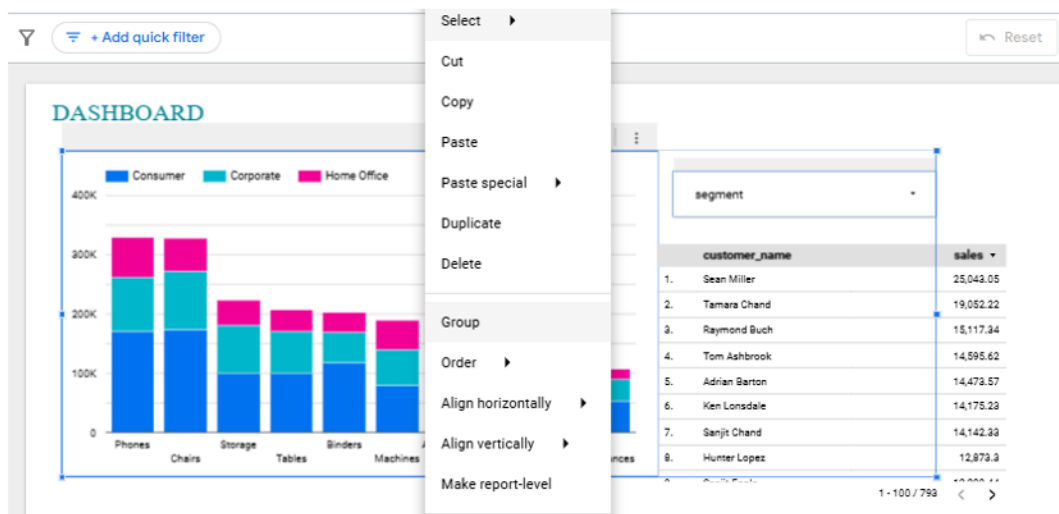 + Add quick filter
Reset
DASHBOARD
Consumer Corporate Home Office
400K
300K
200K
100K
0
Phones
Chairs
Storage
Tables
Binders
Machines
Select
Cut
Copy
Paste
Paste special
Duplicate
Delete
Group
Order
Align horizontally
Align vertically
Make report-level
segment
customer_name sales
1. Sean Miller 25,043.05
2. Tamara Chand 19,052.22
3. Raymond Buch 15,117.34
4. Tom Ashbrook 14,595.62
5. Adrian Barton 14,473.57
6. Ken Lonsdale 14,175.23
7. Sanjit Chand 14,142.33
8. Hunter Lopez 12,873.3
1 - 100 / 793